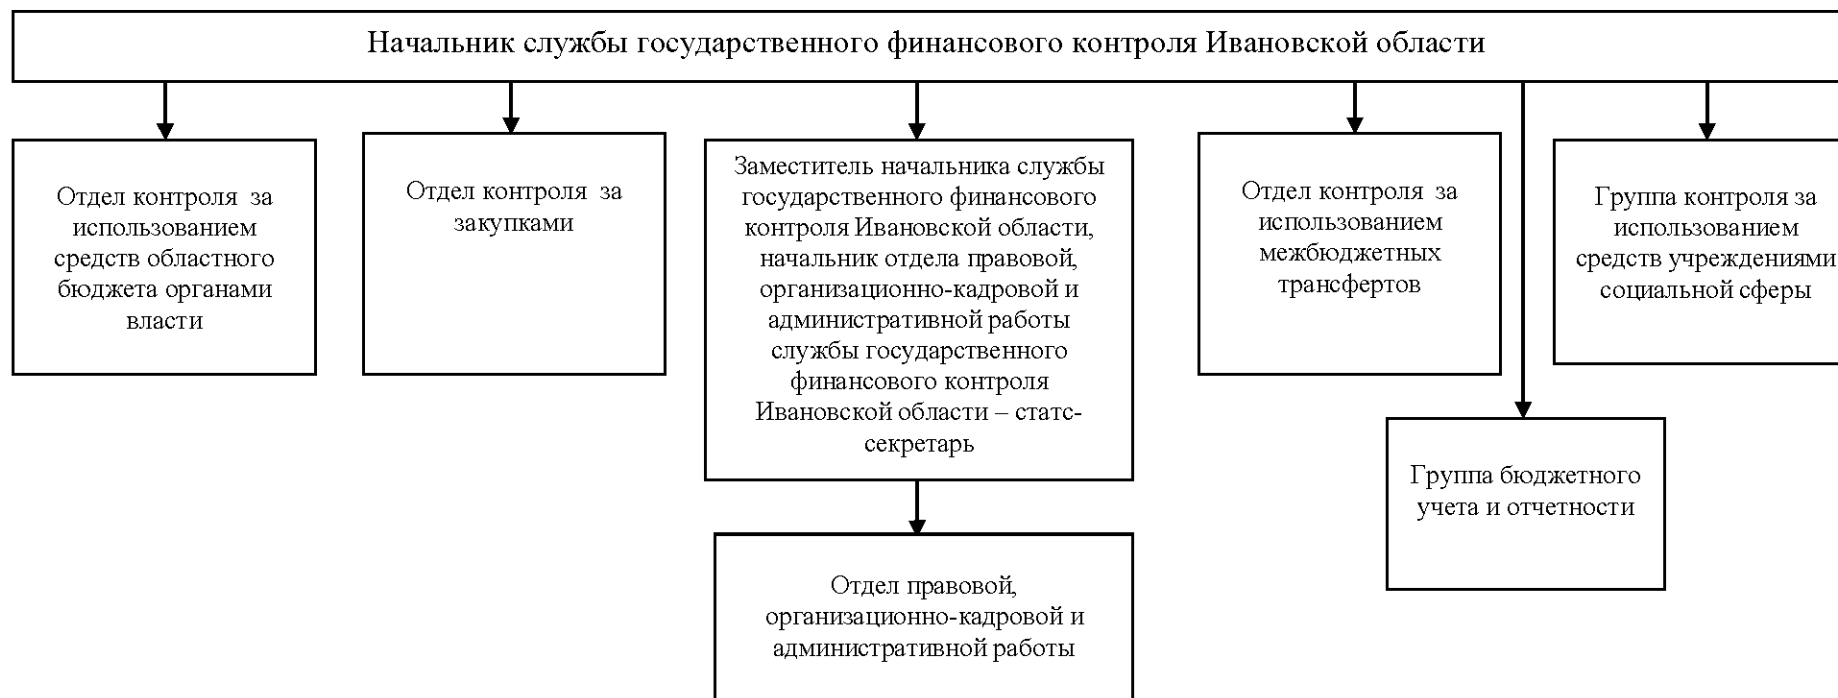 Начальник службы государственного финансового контроля Ивановской области
Отдел контроля за
использованием
средств областного
бюджета органами
власти
Отдел контроля за
закупками
Заместитель начальника службы
государственного финансового
контроля Ивановской области,
начальник отдела правовой,
организационно-кадровой и
административной работы
службы государственного
финансового контроля
Ивановской области – статс-
секретарь
Отдел контроля за
использованием
межбюджетных
трансфертов
Группа контроля за
использованием
средств учреждениями
социальной сферы
Группа бюджетного
учета и отчетности
Отдел правовой,
организационно-кадровой и
административной работы